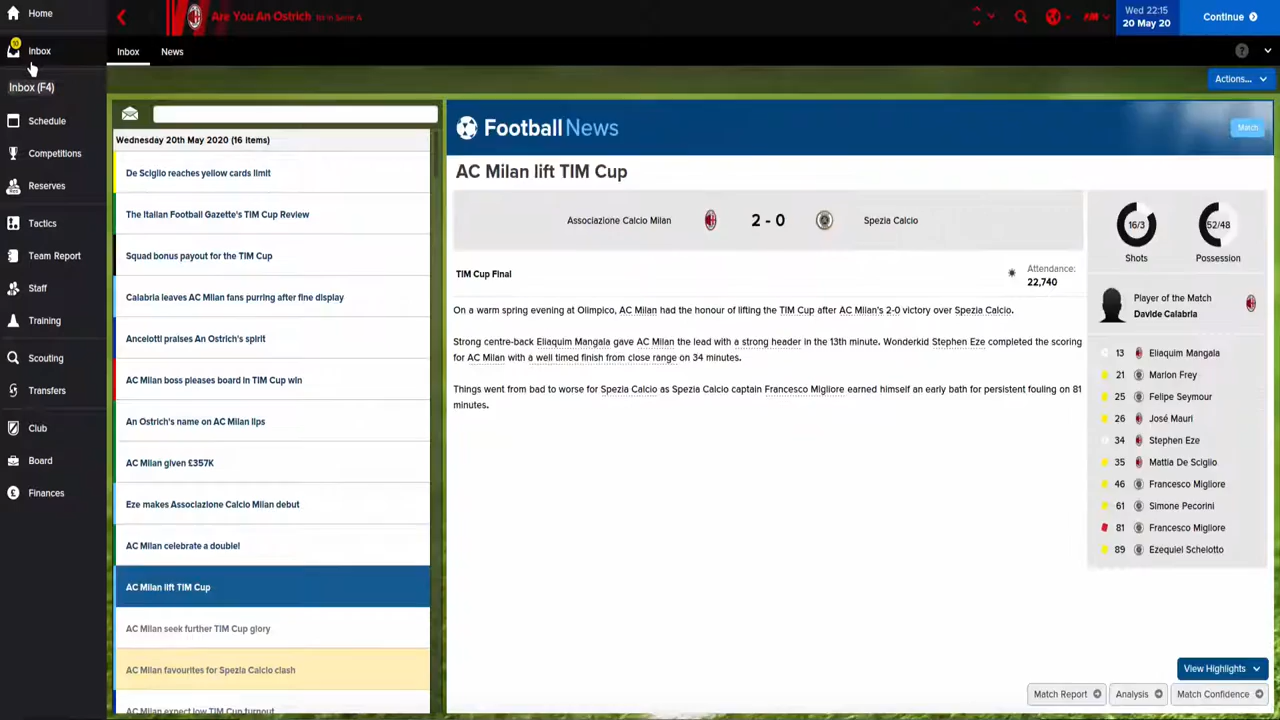 Home
Inbox
Inbox (F4)
Schedule
Competitions
Reserves
Tactics
Team Report
Staff
Training
Scouting
Transfers
Club
Board
Finances
Are You An Ostrich 1st in Serie A
FM
Wed 22:15
20 May 20
Continue
Inbox News
?
Actions...
Wednesday 20th May 2020 (16 items)
De Sciglio reaches yellow cards limit
The Italian Football Gazette's TIM Cup Review
Squad bonus payout for the TIM Cup
Calabria leaves AC Milan fans purring after fine display
Ancelotti praises An Ostrich's spirit
AC Milan boss pleases board in TIM Cup win
An Ostrich's name on AC Milan lips
AC Milan given £357K
Eze makes Associazione Calcio Milan debut
AC Milan celebrate a double!
AC Milan lift TIM Cup
AC Milan seek further TIM Cup glory
AC Milan favourites for Spezia Calcio clash
AC Milan expect low TIM Cup turnout
Football News
Match
AC Milan lift TIM Cup
Associazione Calcio Milan 2 - 0 Spezia Calcio
TIM Cup Final
Attendance:
22,740
On a warm spring evening at Olimpico, AC Milan had the honour of lifting the TIM Cup after AC Milan's 2-0 victory over Spezia Calcio.
Strong centre-back Eliaquim Mangala gave AC Milan the lead with a strong header in the 13th minute. Wonderkid Stephen Eze completed the scoring
for AC Milan with a well timed finish from close range on 34 minutes.
Things went from bad to worse for Spezia Calcio as Spezia Calcio captain Francesco Migliore earned himself an early bath for persistent fouling on 81
minutes.
16/3
Shots
52/48
Possession
Player of the Match
Davide Calabria
13 Eliaquim Mangala
21 Marlon Frey
25 Felipe Seymour
26 José Mauri
34 Stephen Eze
35 Mattia De Sciglio
46 Francesco Migliore
61 Simone Pecorini
81 Francesco Migliore
89 Ezequiel Schelotto
View Highlights
Match Report
Analysis
Match Confidence